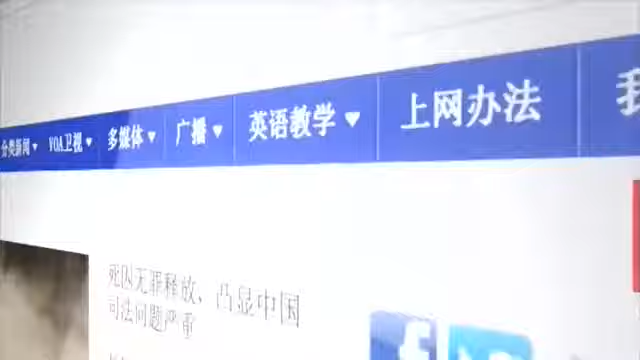 分类新闻 ♥ VOA卫视 ♥ 多媒体 ♥ 广播 ♥ 英语教学 ♥ 上网办法
死囚无罪释放、凸显中国
司法问题严重
f